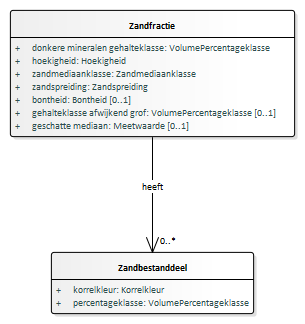 Zandfractie
+ donkere mineralen gehalteklasse: VolumePercentageklasse
+ hoekigheid: Hoekigheid
+ zandmediaanklasse: Zandmediaanklasse
+ zandspreiding: Zandspreiding
+ bontheid: Bontheid [0..1]
+ gehalteklasse afwijkend grof: VolumePercentageklasse [0..1]
+ geschatte mediaan: Meetwaarde [0..1]
heeft
0..*
Zandbestanddeel
+ korrelkleur: Korrelkleur
+ percentageklasse: VolumePercentageklasse